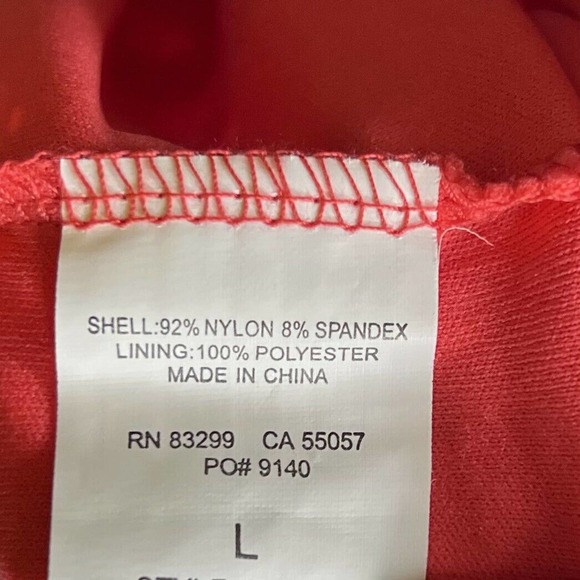 SHELL:92% NYLON 8% SPANDEX
LINING:100% POLYESTER
MADE IN CHINA
RN 83299 CA 55057
PO# 9140
L